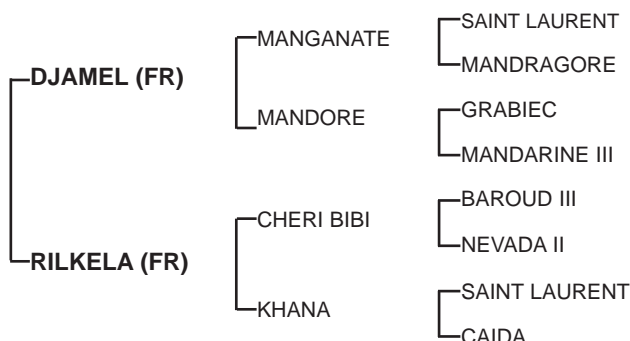 SAINT LAURENT
MANGANATE
MANDRAGORE
DJAMEL (FR)
GRABIEC
MANDORE
MANDARINE III
BAROUD III
CHERI BIBI
NEVADA II
RILKELA (FR)
SAINT LAURENT
KHANA
CAIDA